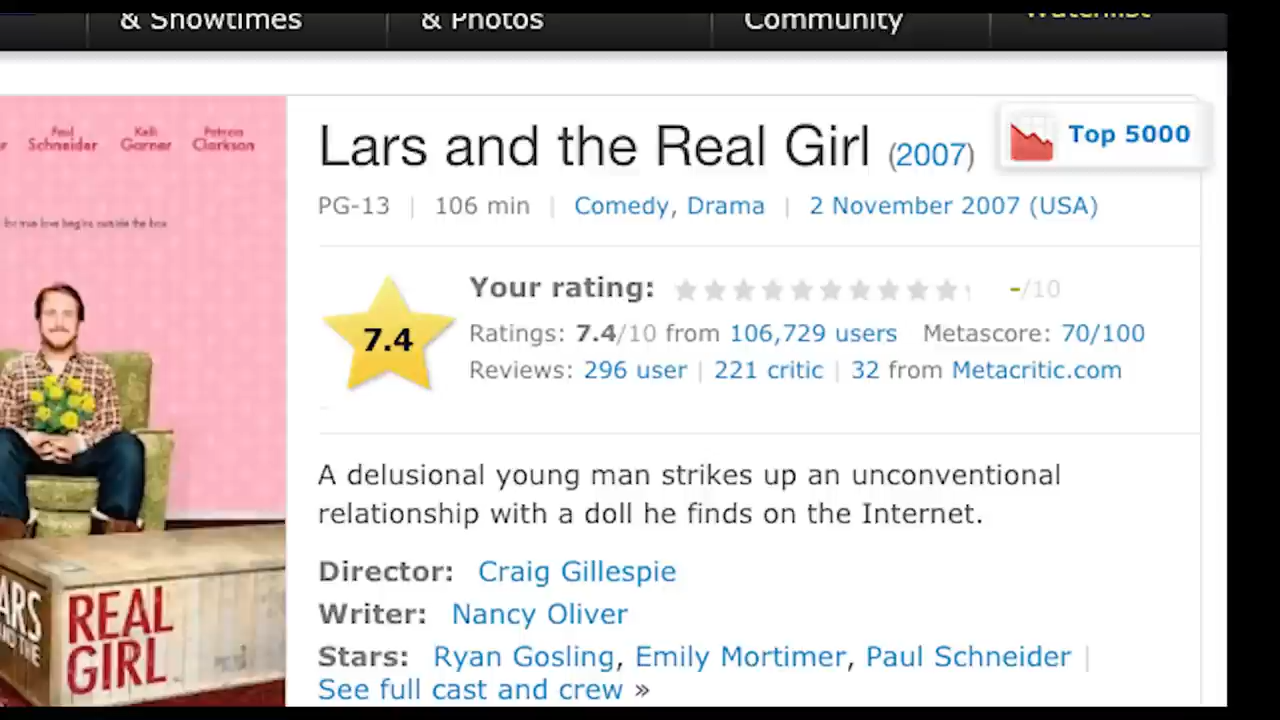 & Showtimes
& Photos
Community
Watchlist
Paul Schneider
Kelli Garner
Patricia Clarkson
Lars and the Real Girl (2007)
Top 5000
PG-13 | 106 min | Comedy, Drama | 2 November 2007 (USA)
Your rating: -/10
7.4
Ratings: 7.4/10 from 106,729 users Metascore: 70/100
Reviews: 296 user | 221 critic | 32 from Metacritic.com
A delusional young man strikes up an unconventional
relationship with a doll he finds on the Internet.
Director: Craig Gillespie
Writer: Nancy Oliver
Stars: Ryan Gosling, Emily Mortimer, Paul Schneider |
See full cast and crew »
REAL
GIRL